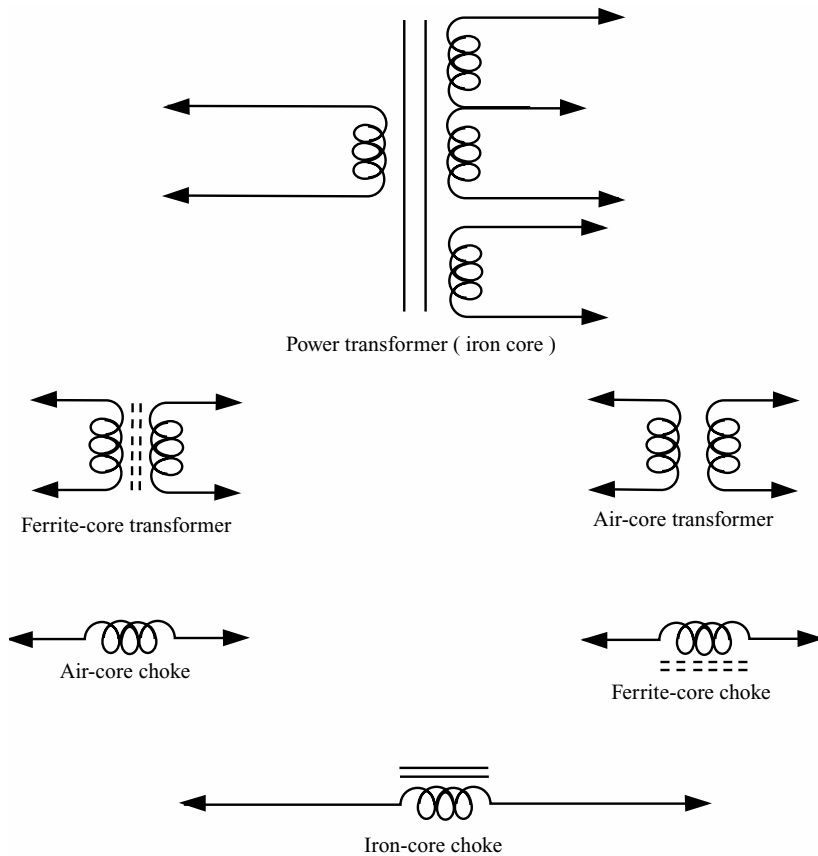 Power transformer ( iron core )
Ferrite-core transformer
Air-core transformer
Air-core choke
Ferrite-core choke
Iron-core choke